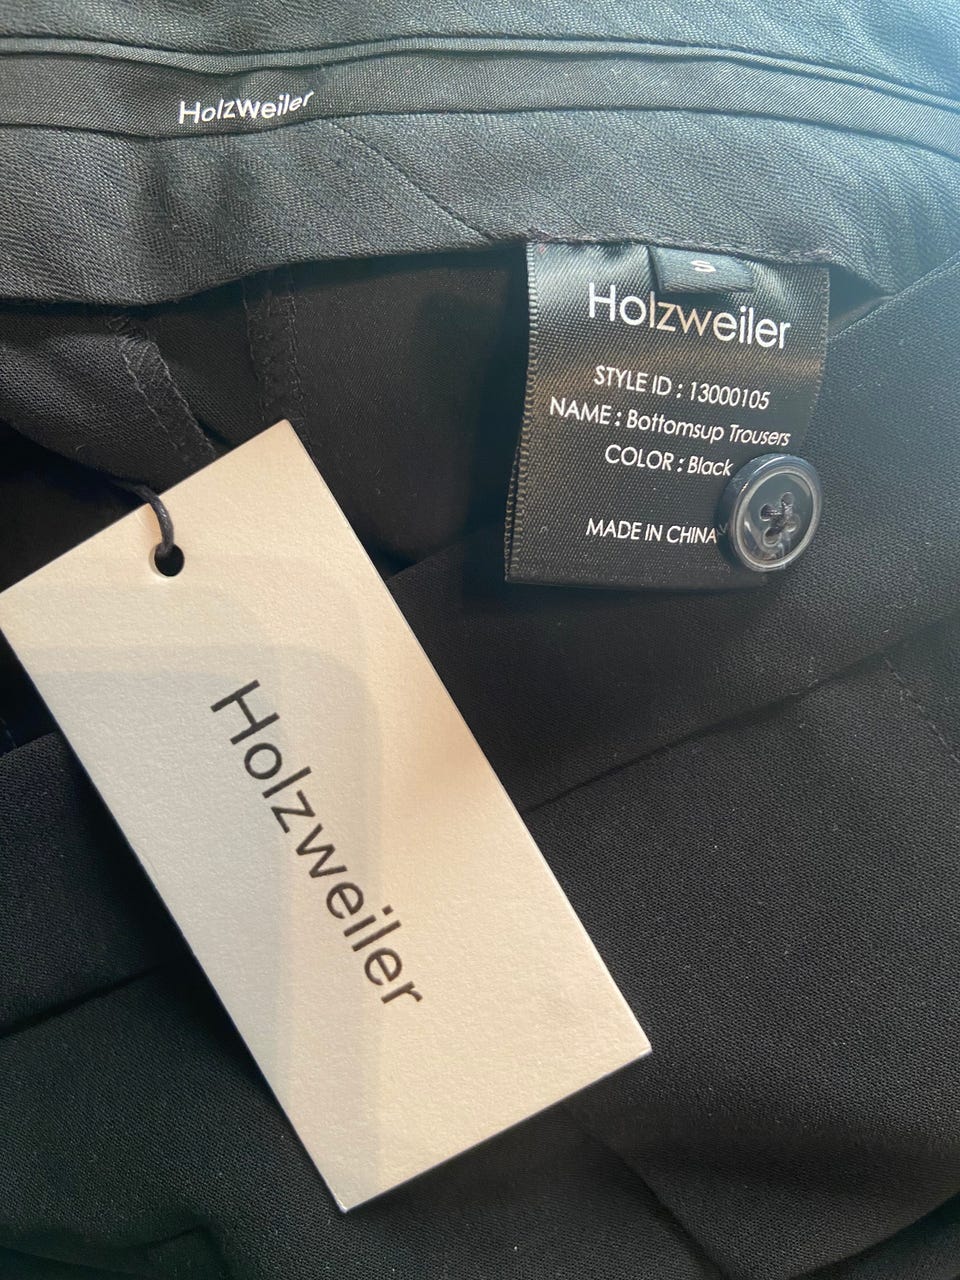 HolzWeiler
S
Holzweiler
STYLE ID : 13000105
NAME : Bottomsup Trousers
COLOR : Black
MADE IN CHINA
Holzweiler